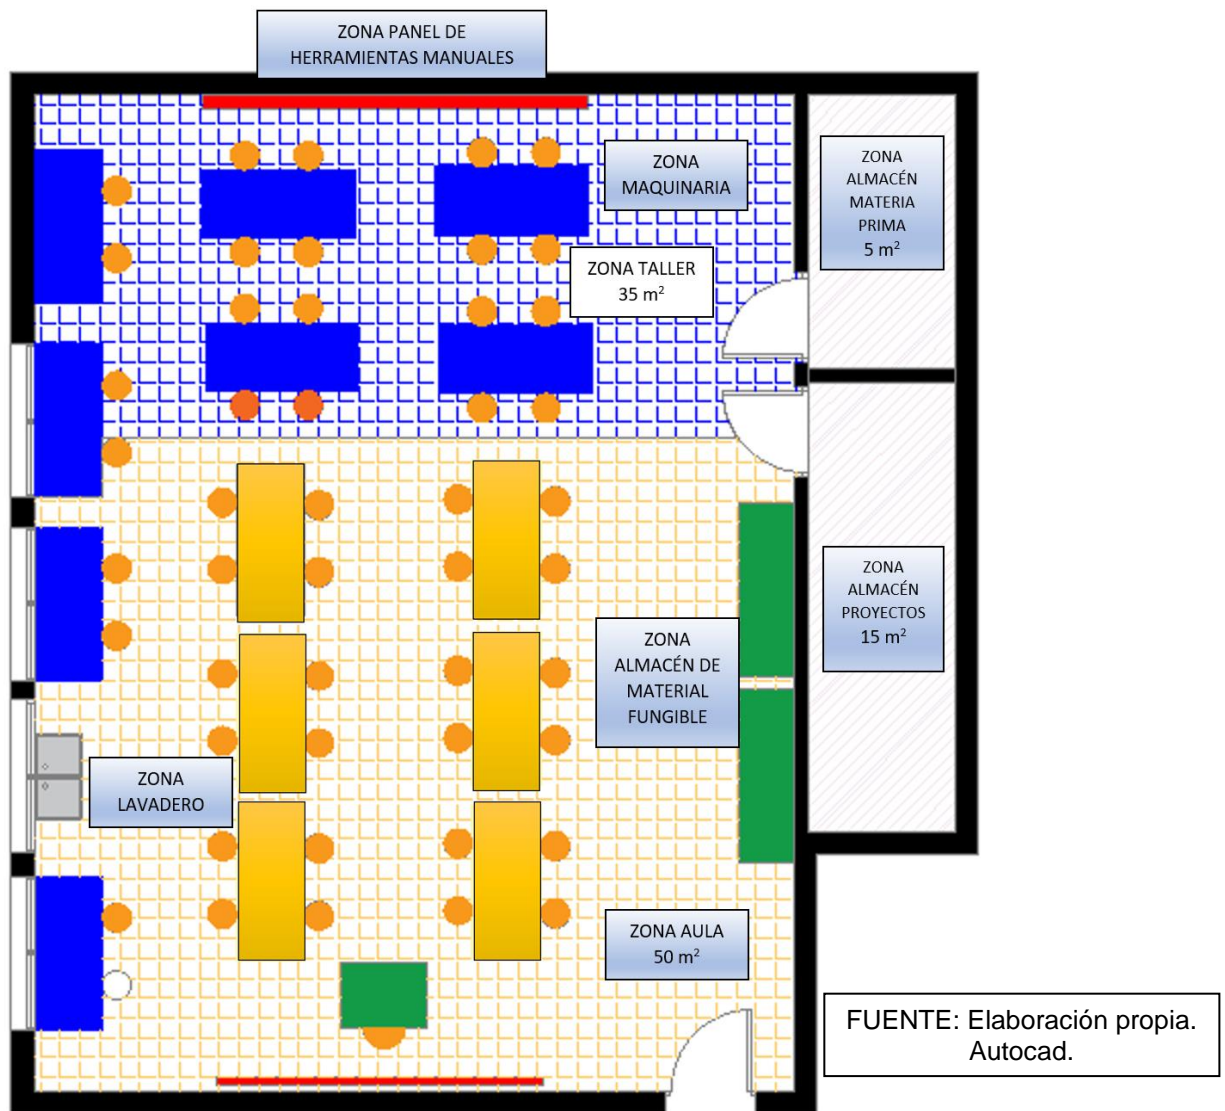 ZONA PANEL DE
HERRAMIENTAS MANUALES
ZONA
MAQUINARIA
ZONA
ALMACÉN
MATERIA
PRIMA
5 m²
ZONA TALLER
35 m²
ZONA
ALMACÉN
PROYECTOS
15 m²
ZONA
ALMACÉN DE
MATERIAL
FUNGIBLE
ZONA
LAVADERO
ZONA AULA
50 m²
FUENTE: Elaboración propia.
Autocad.